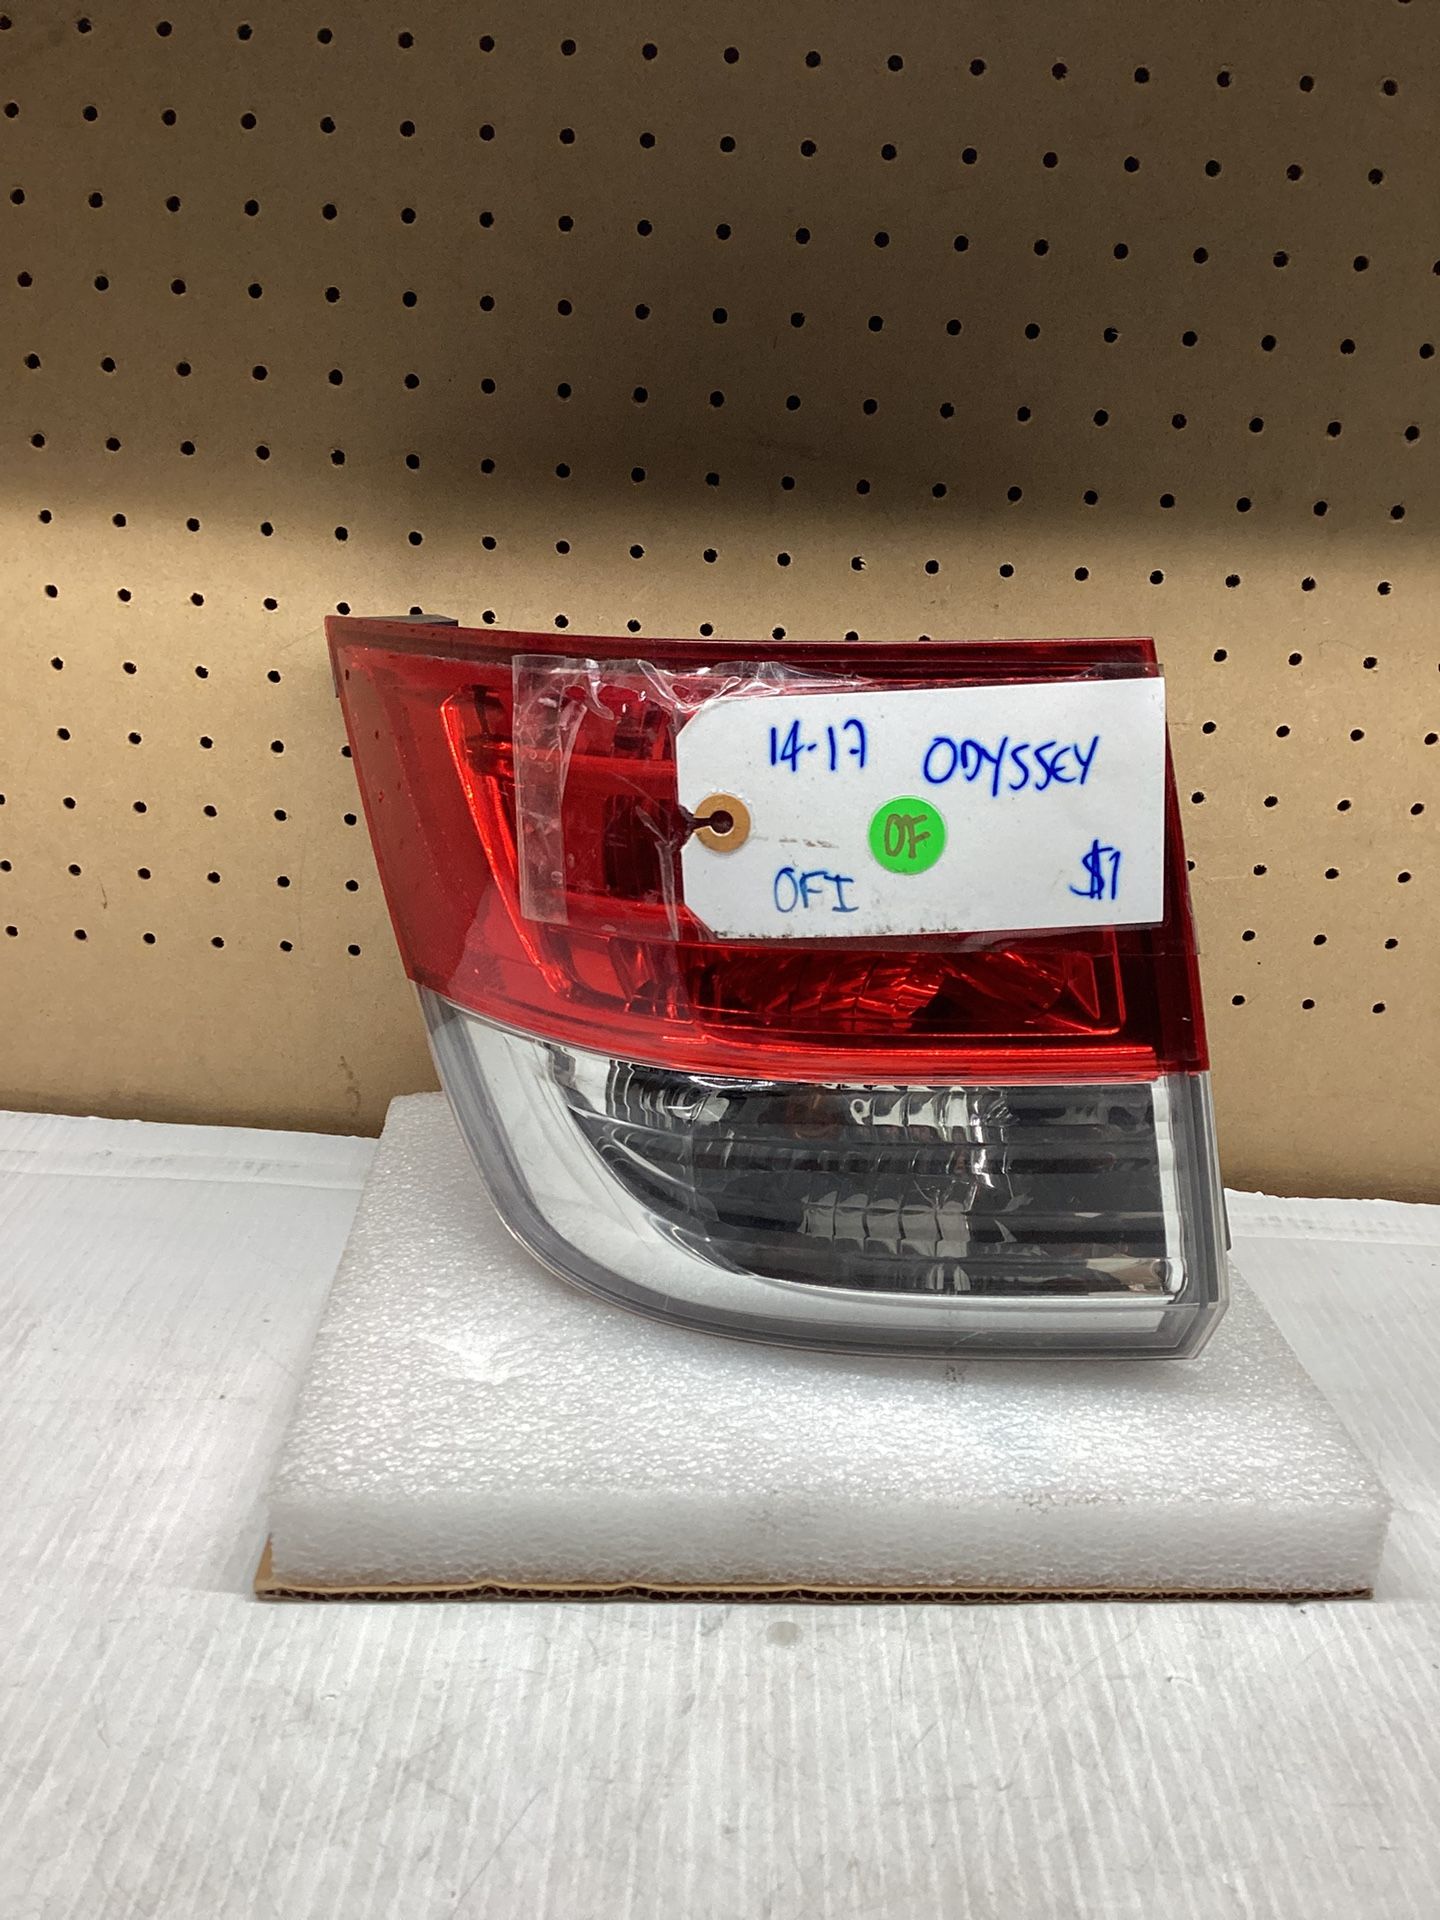 14-17 ODYSSEY
OF
OFI $1